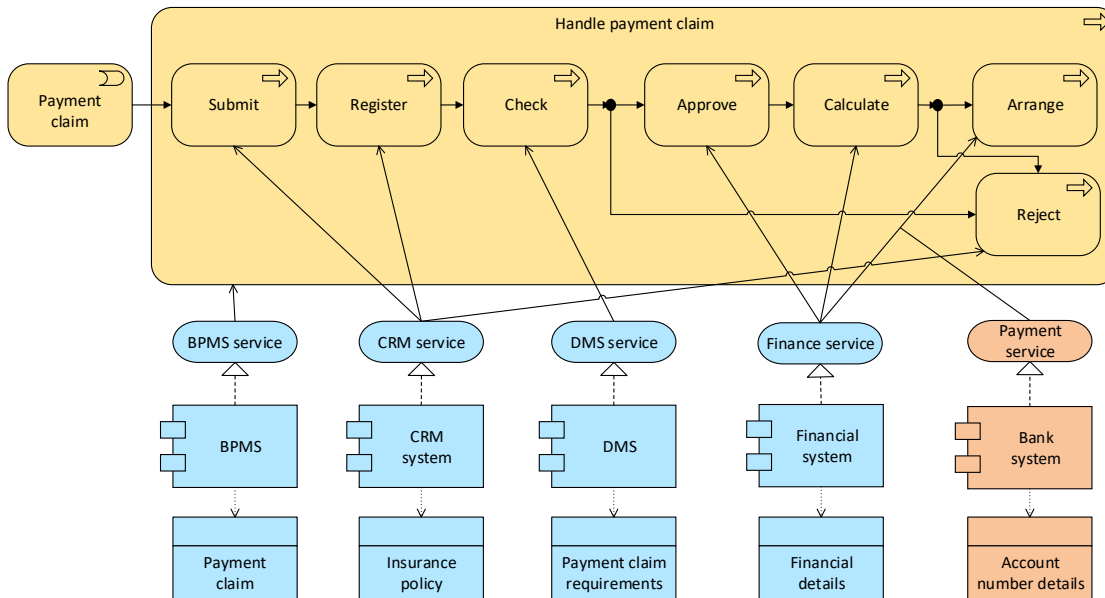 Handle payment claim
Payment
claim
Submit
Register
Check
Approve
Calculate
Arrange
Reject
BPMS service
CRM service
DMS service
Finance service
Payment
service
BPMS
CRM
system
DMS
Financial
system
Bank
system
Payment
claim
Insurance
policy
Payment claim
requirements
Financial
details
Account
number details